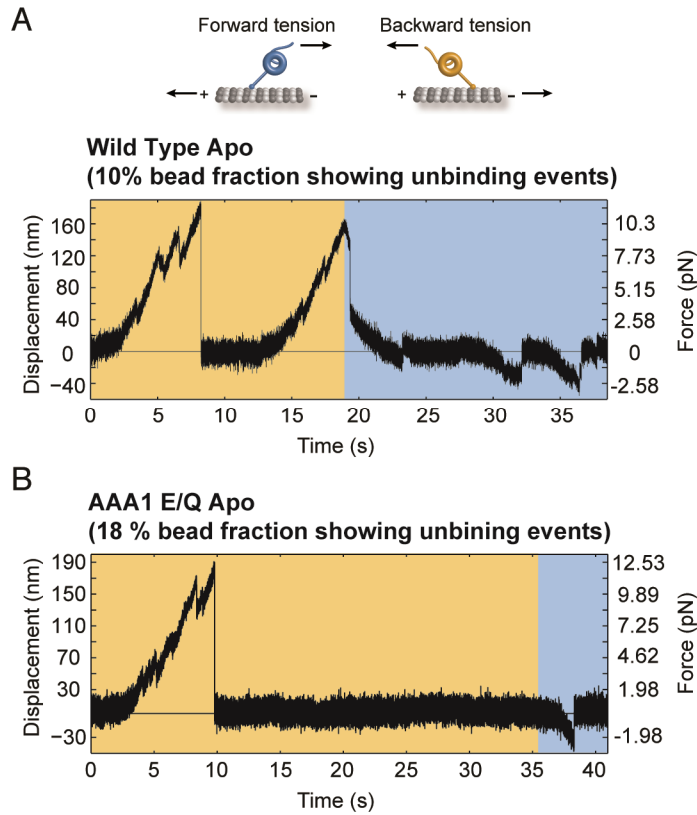 A
Forward tension
Backward tension
+
-
+
-
Wild Type Apo
(10% bead fraction showing unbinding events)
Displacement (nm)
160
120
80
40
0
−40
10.3
7.73
5.15
2.58
0
-2.58
Force (pN)
0 5 10 15 20 25 30 35
Time (s)
B
AAA1 E/Q Apo
(18 % bead fraction showing unbining events)
Displacement (nm)
190
150
110
70
30
−30
12.53
9.89
7.25
4.62
1.98
-1.98
Force (pN)
0 5 10 15 20 25 30 35 40
Time (s)